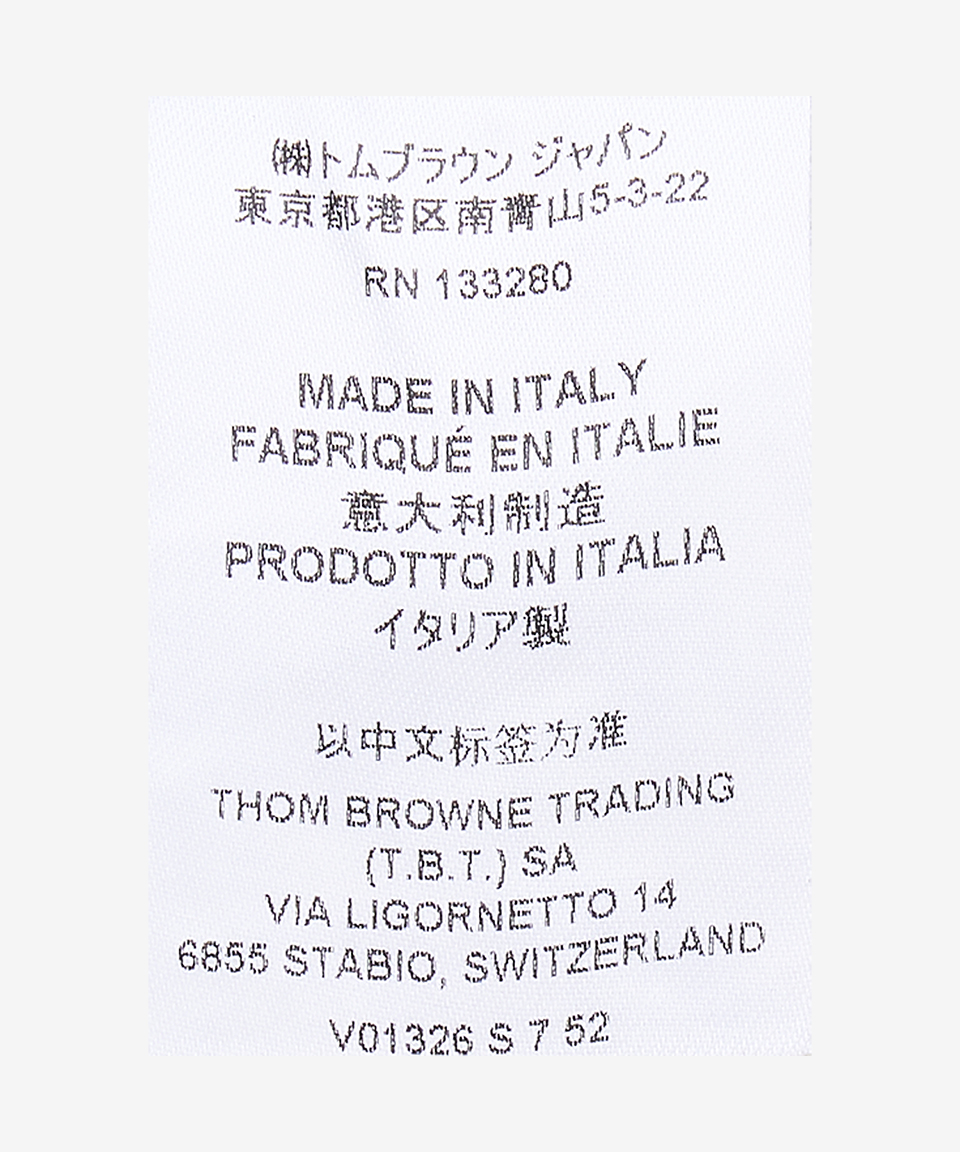 ㈱トムブラウン ジャパン
東京都港区南青山5-3-22
RN 133280
MADE IN ITALY
FABRIQUÉ EN ITALIE
意大利制造
PRODOTTO IN ITALIA
イタリア製
以中文标签为准
THOM BROWNE TRADING
(T.B.T.) SA
VIA LIGORNETTO 14
6855 STABIO, SWITZERLAND
V01326 S 7 52